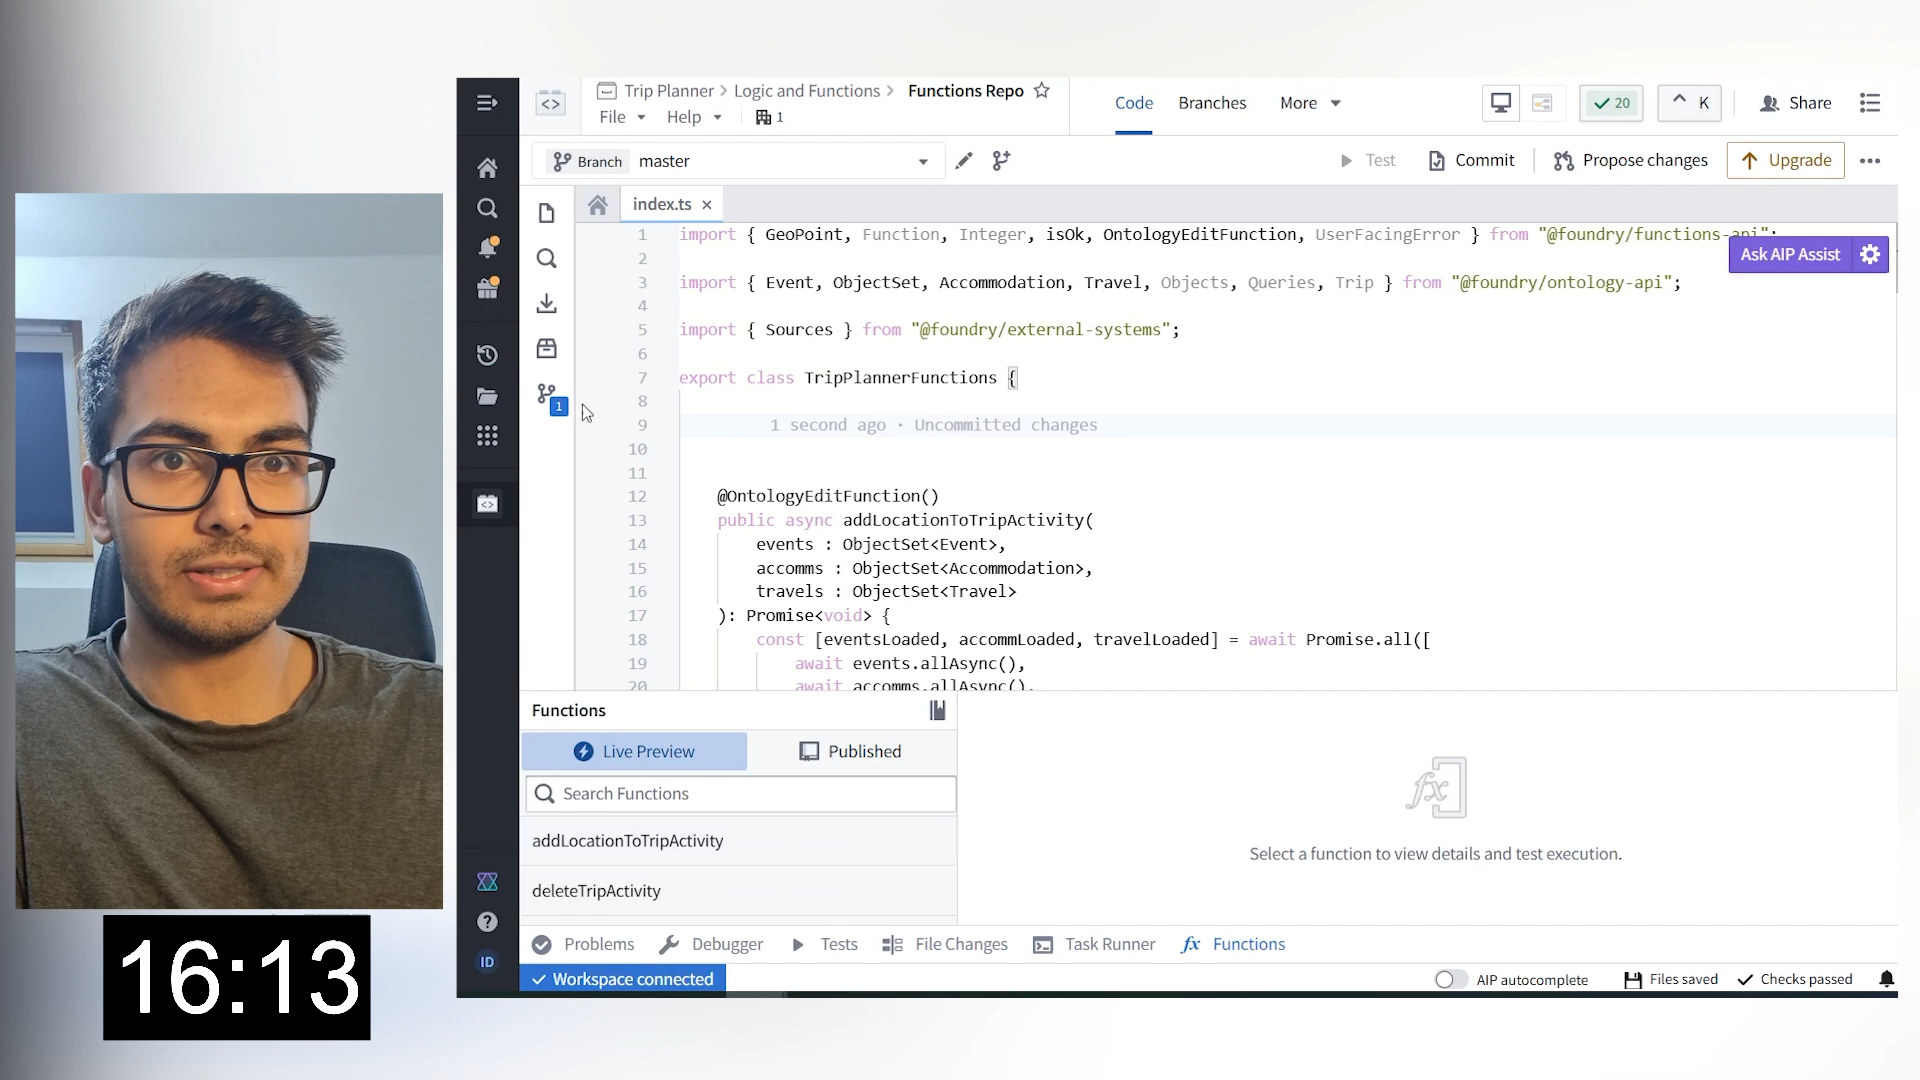 Trip Planner > Logic and Functions > Functions Repo
File Help 1
Code Branches More
20
^ K
Share
Branch master
Test
Commit
Propose changes
Upgrade
index.ts ×
1 import { GeoPoint, Function, Integer, isOk, OntologyEditFunction, UserFacingError } from "@foundry/functions-api";
Ask AIP Assist
2
3 import { Event, ObjectSet, Accommodation, Travel, Objects, Queries, Trip } from "@foundry/ontology-api";
4
5 import { Sources } from "@foundry/external-systems";
6
7 export class TripPlannerFunctions {
8
1
9 1 second ago · Uncommitted changes
10
11
12 @OntologyEditFunction()
13 public async addLocationToTripActivity(
14 events : ObjectSet<Event>,
15 accomms : ObjectSet<Accommodation>,
16 travels : ObjectSet<Travel>
17 ): Promise<void> {
18 const [eventsLoaded, accommLoaded, travelLoaded] = await Promise.all([
19 await events.allAsync(),
20 await accomms.allAsync(),
Functions
Live Preview
Published
Search Functions
addLocationToTripActivity
deleteTripActivity
fx
Select a function to view details and test execution.
ID
Problems Debugger Tests File Changes Task Runner fx Functions
Workspace connected
AIP autocomplete
Files saved
Checks passed
16:13